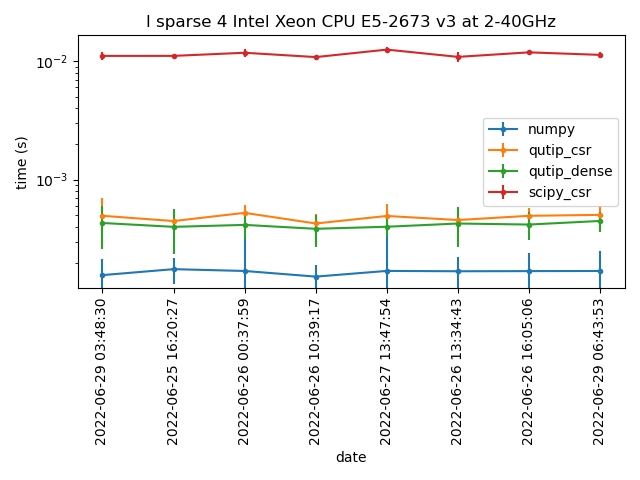 l sparse 4 Intel Xeon CPU E5-2673 v3 at 2-40GHz
time (s)
10⁻²
10⁻³
numpy
qutip_csr
qutip_dense
scipy_csr
2022-06-29 03:48:30
2022-06-25 16:20:27
2022-06-26 00:37:59
2022-06-26 10:39:17
2022-06-27 13:47:54
2022-06-26 13:34:43
2022-06-26 16:05:06
2022-06-29 06:43:53
date